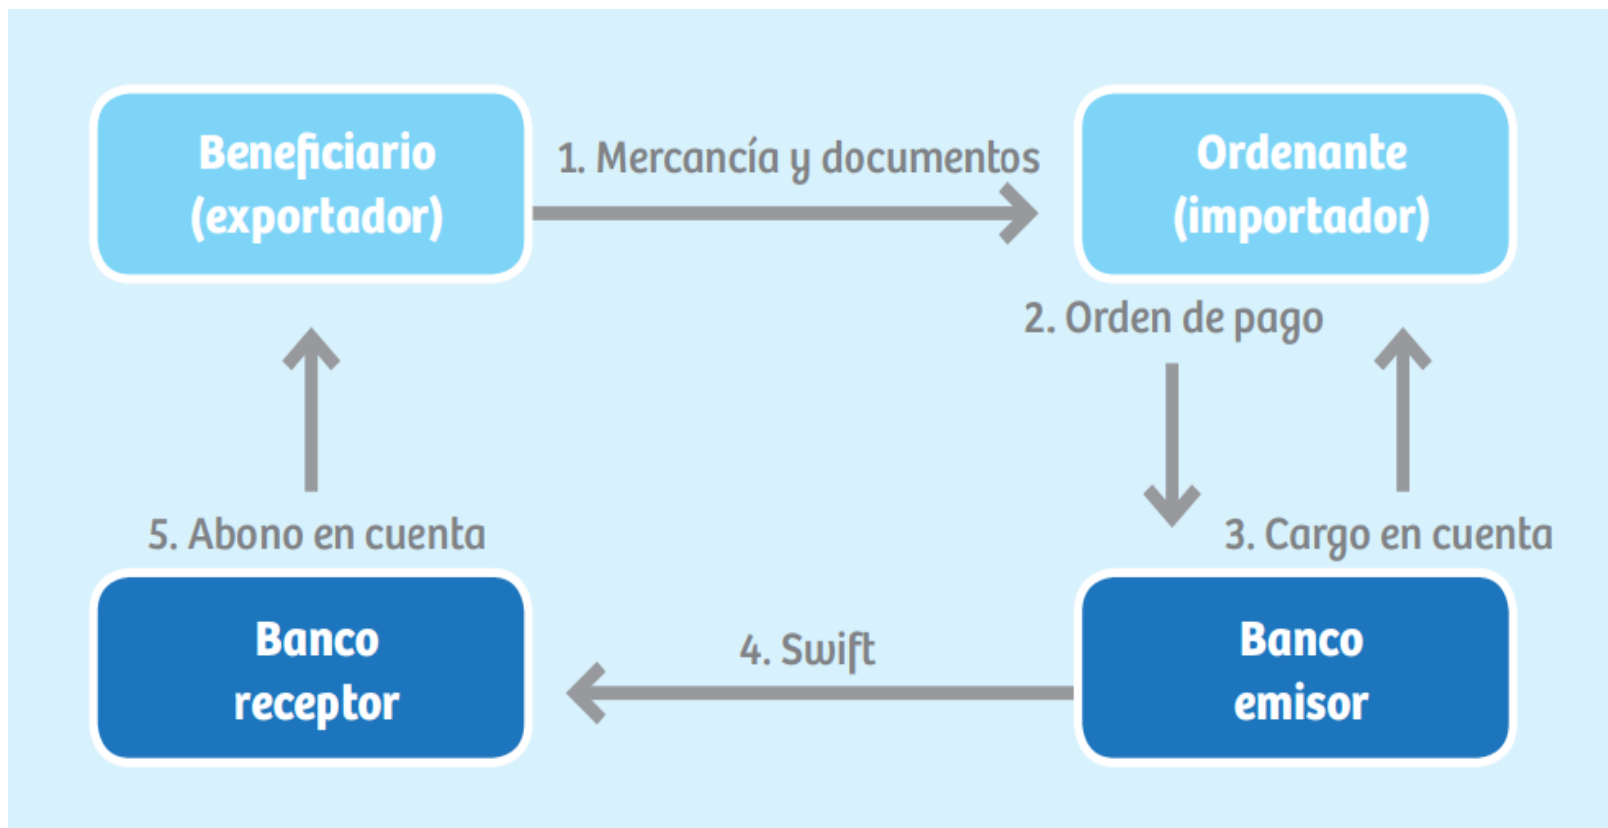 Beneficiario
(exportador)
1. Mercancía y documentos
Ordenante
(importador)
2. Orden de pago
5. Abono en cuenta
3. Cargo en cuenta
Banco
receptor
4. Swift
Banco
emisor